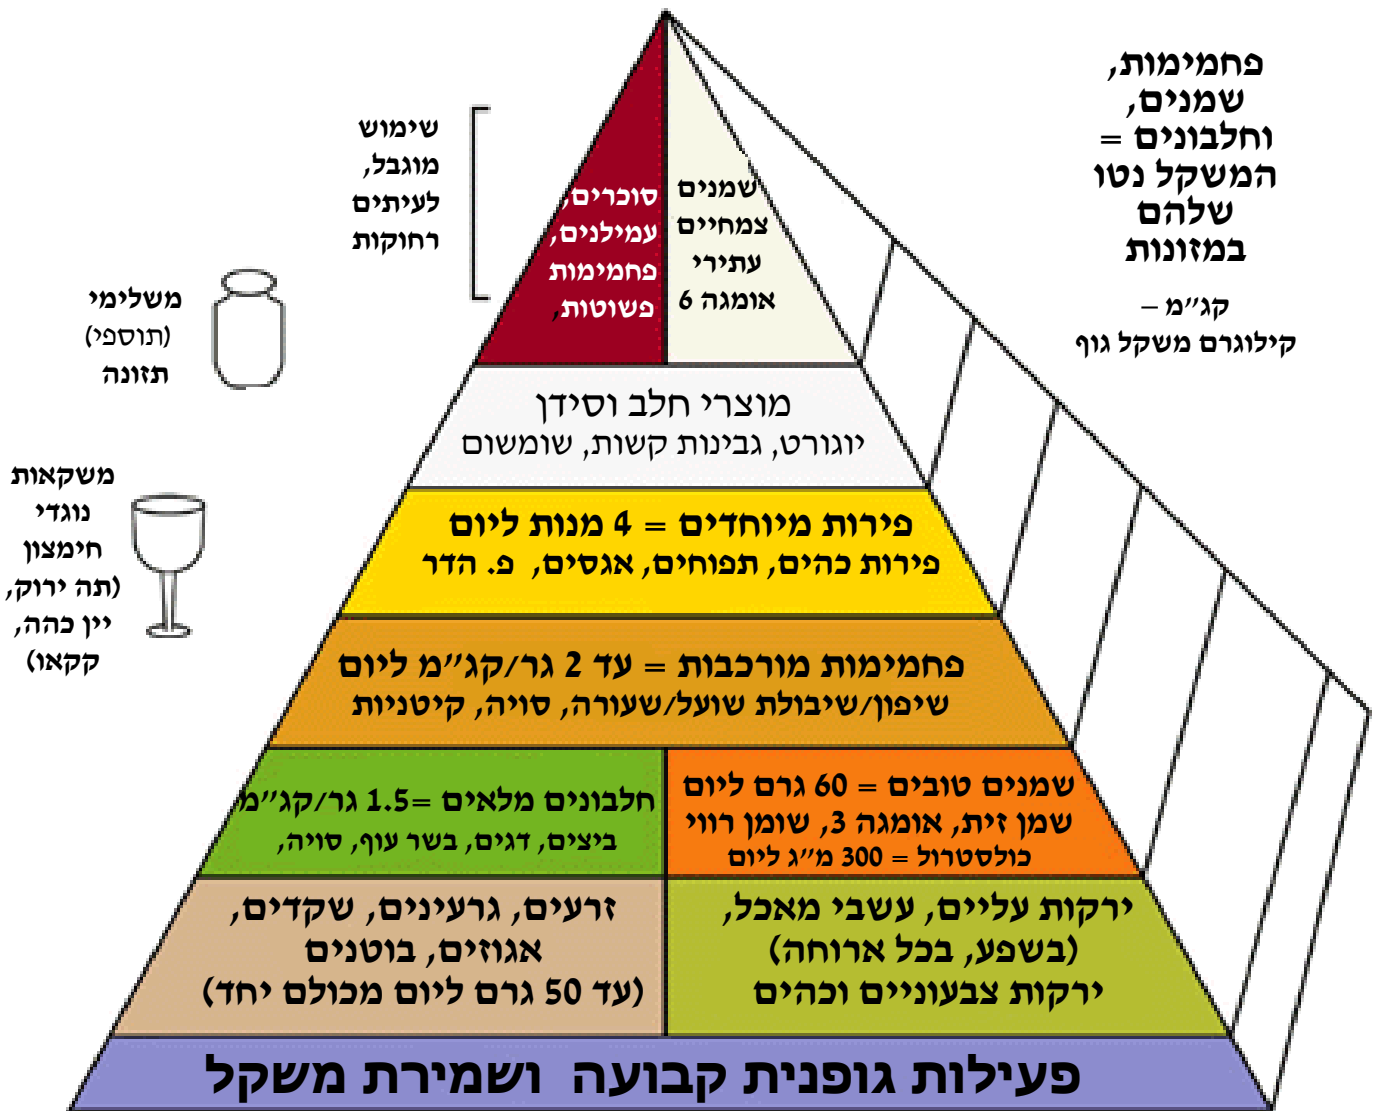 פחמימות,
שמנים,
וחלבונים =
המשקל נטו
שלהם
במזונות
קג״מ –
קילוגרם משקל גוף
שימוש
מוגבל,
לעיתים
רחוקות
שמנים
צמחיים
עתירי
אומגה 6
סוכרים,
עמילנים,
פחמימות
פשוטות,
משלימי
(תוספי)
תזונה
מוצרי חלב וסידן
יוגורט, גבינות קשות, שומשום
משקאות
נוגדי
חימצון
(תה ירוק,
יין כהה,
קקאו)
פירות מיוחדים = 4 מנות ליום
פירות כהים, תפוחים, אגסים, פ. הדר
פחמימות מורכבות = עד 2 גר/קג״מ ליום
שיפון/שיבולת שועל/שעורה, סויה, קיטניות
שמנים טובים = 60 גרם ליום
שמן זית, אומגה 3, שומן רווי
כולסטרול = 300 מ״ג ליום
חלבונים מלאים =1.5 גר/קג״מ
ביצים, דגים, בשר עוף, סויה,
ירקות עליים, עשבי מאכל,
(בשפע, בכל ארוחה)
ירקות צבעוניים וכהים
זרעים, גרעינים, שקדים,
אגוזים, בוטנים
(עד 50 גרם ליום מכולם יחד)
פעילות גופנית קבועה ושמירת משקל